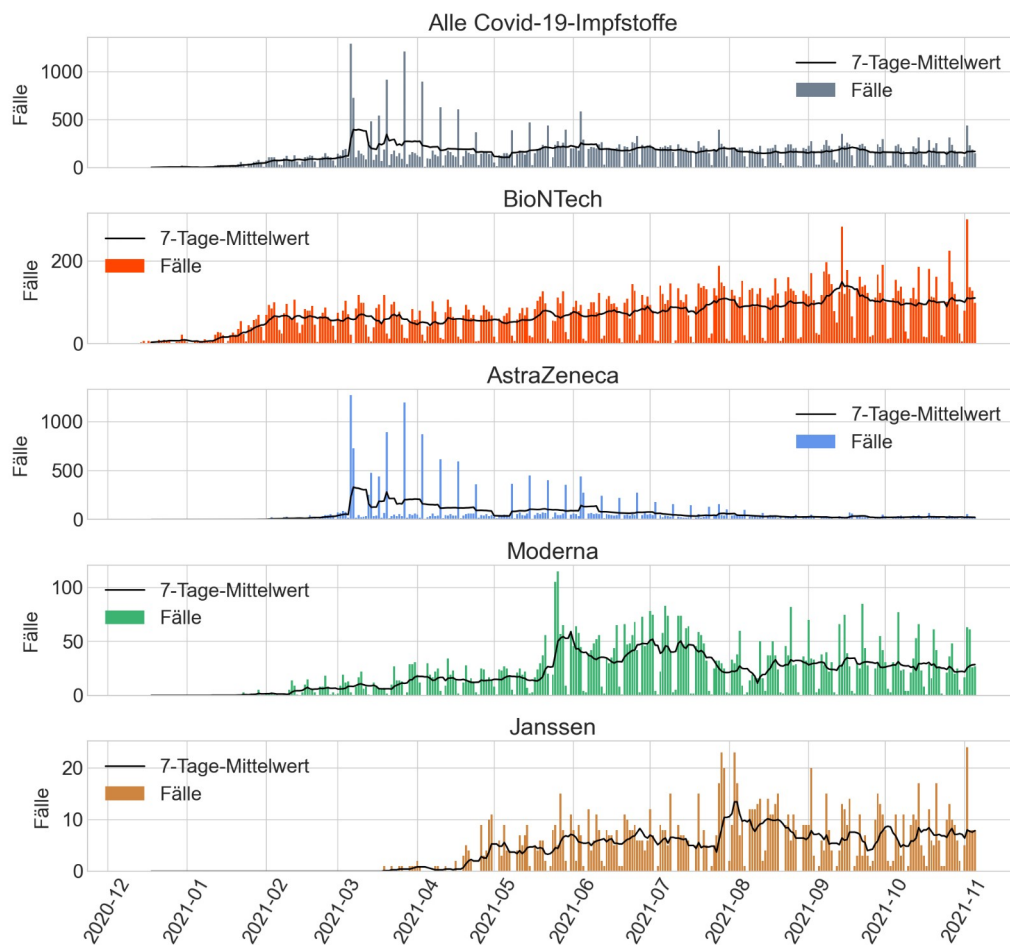 Alle Covid-19-Impfstoffe
Fälle
1000
500
0
7-Tage-Mittelwert
Fälle
BioNTech
Fälle
200
0
7-Tage-Mittelwert
Fälle
AstraZeneca
Fälle
1000
500
0
7-Tage-Mittelwert
Fälle
Moderna
Fälle
100
50
0
7-Tage-Mittelwert
Fälle
Janssen
Fälle
20
10
0
7-Tage-Mittelwert
Fälle
2020-12
2021-01
2021-02
2021-03
2021-04
2021-05
2021-06
2021-07
2021-08
2021-09
2021-10
2021-11